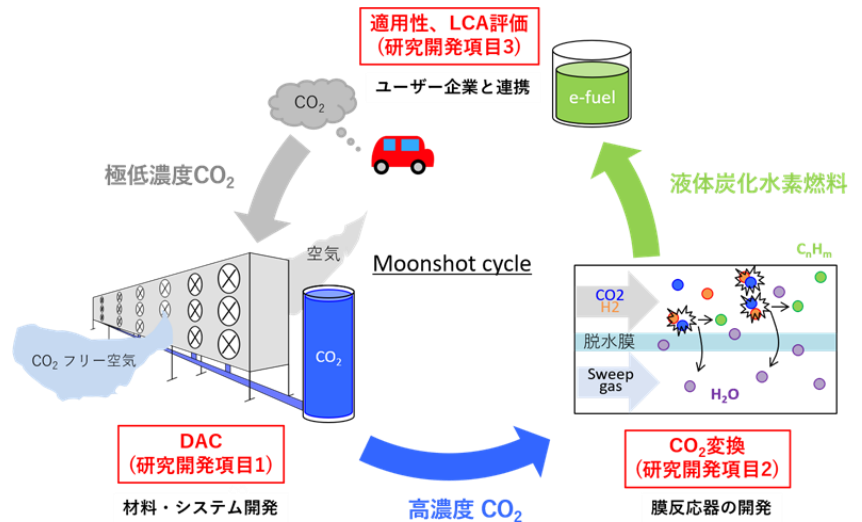 適用性、LCA評価
(研究開発項目3)
ユーザー企業と連携
CO₂
e-fuel
極低濃度CO₂
液体炭化水素燃料
空気
Moonshot cycle
CₙHₘ
CO2
H2
脱水膜
Sweep
gas
H₂O
CO₂ フリー空気
CO₂
DAC
(研究開発項目1)
材料・システム開発
高濃度 CO₂
CO₂変換
(研究開発項目2)
膜反応器の開発